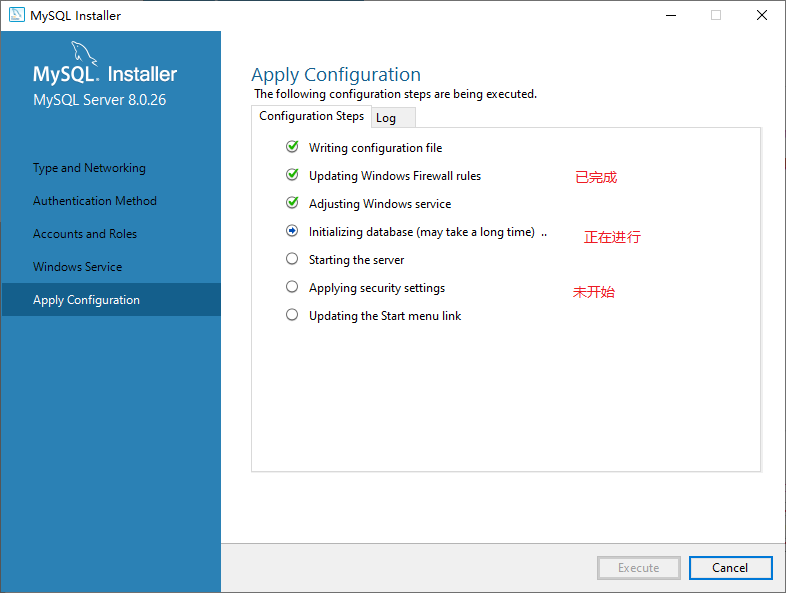 MySQL Installer
MySQL. Installer
MySQL Server 8.0.26
Type and Networking
Authentication Method
Accounts and Roles
Windows Service
Apply Configuration
Apply Configuration
The following configuration steps are being executed.
Configuration Steps Log
Writing configuration file
Updating Windows Firewall rules 已完成
Adjusting Windows service
Initializing database (may take a long time) .. 正在进行
Starting the server
Applying security settings 未开始
Updating the Start menu link
Execute Cancel